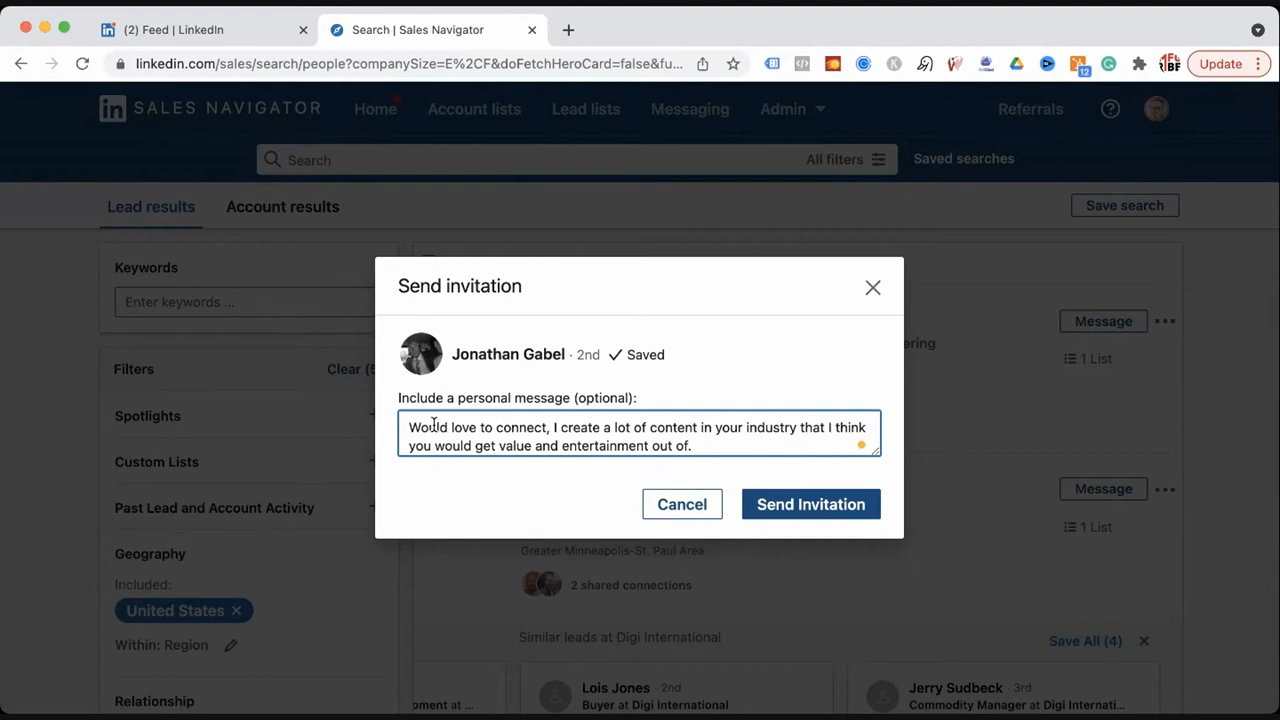 (2) Feed | LinkedIn
Search | Sales Navigator
linkedin.com/sales/search/people?companySize=E%2CF&doFetchHeroCard=false&fu...
12
Update
in SALES NAVIGATOR
Home
Account lists
Lead lists
Messaging
Admin
Referrals
Search
All filters
Saved searches
Lead results
Account results
Save search
Keywords
Enter keywords ...
Filters
Clear (5
Spotlights
Custom Lists
Past Lead and Account Activity
Geography
Included:
United States
Within: Region
Relationship
Send invitation
Jonathan Gabel · 2nd ✓ Saved
Include a personal message (optional):
Would love to connect, I create a lot of content in your industry that I think
you would get value and entertainment out of.
Cancel
Send Invitation
Message
ering
1 List
Message
1 List
Greater Minneapolis-St. Paul Area
2 shared connections
Similar leads at Digi International
Save All (4)
opment at ...
Lois Jones · 2nd
Buyer at Digi International
Jerry Sudbeck · 3rd
Commodity Manager at Digi Internati...